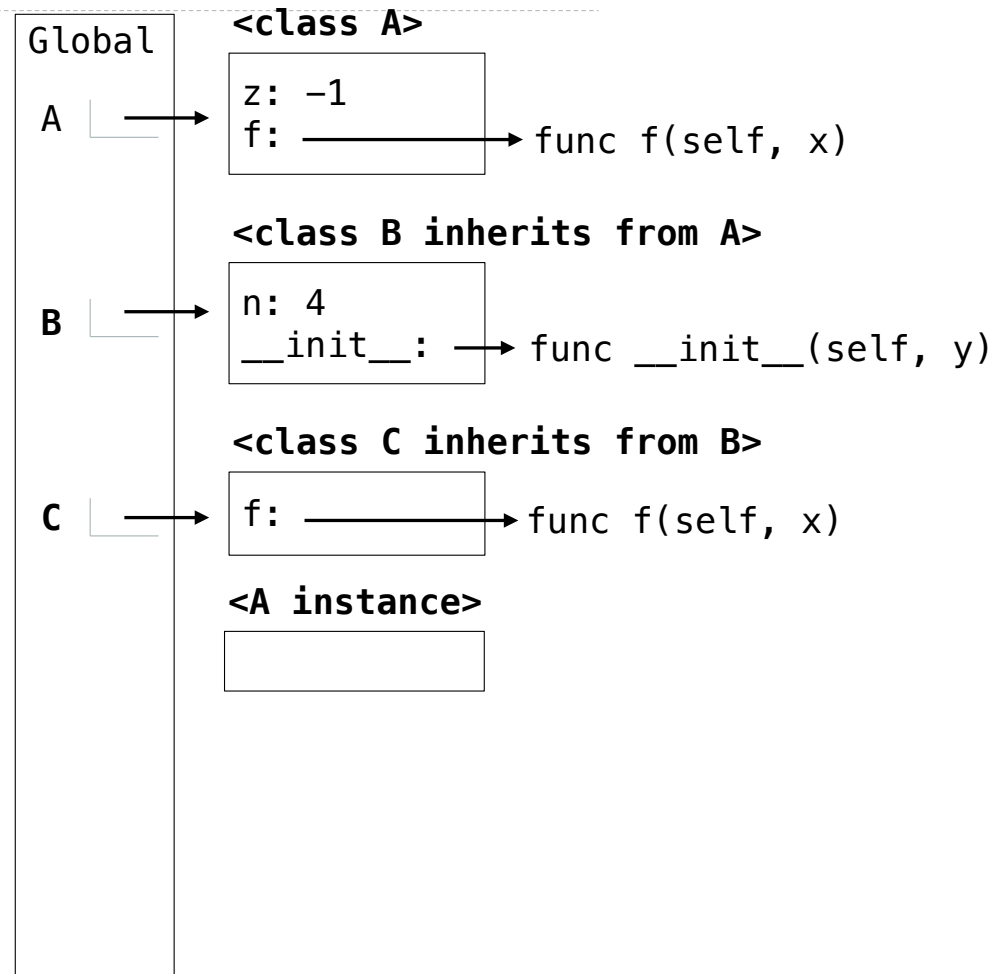 <class A>
Global
z: −1
A
f:
func f(self, x)
<class B inherits from A>
n: 4
B
__init__:
func __init__(self, y)
<class C inherits from B>
C
f:
func f(self, x)
<A instance>